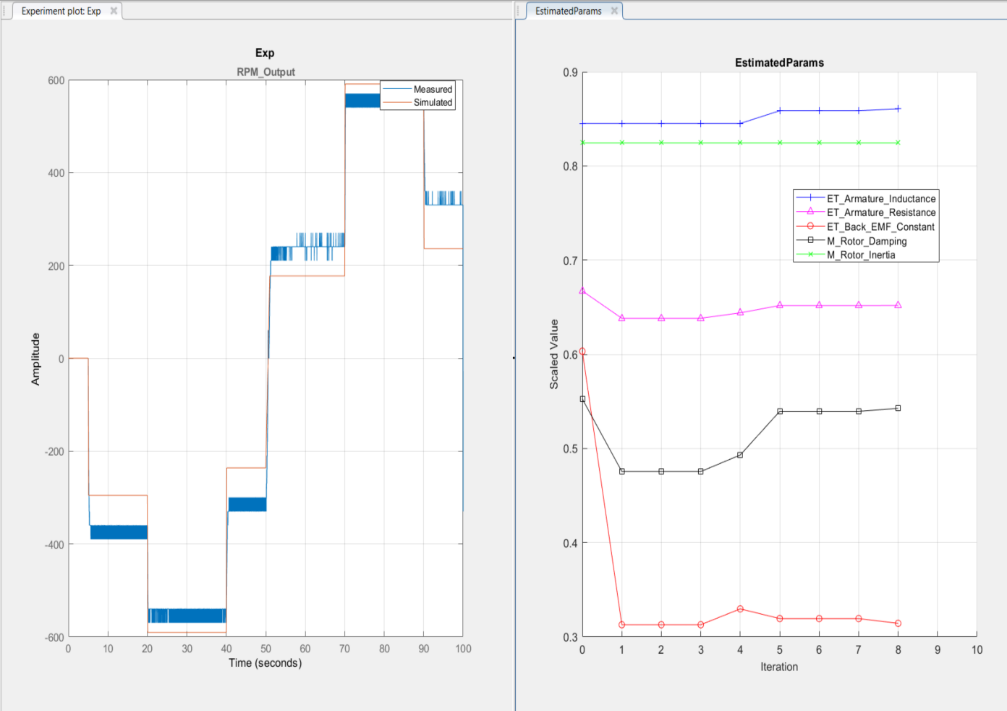 Experiment plot: Exp
EstimatedParams
Exp
RPM_Output
Measured
Simulated
600
400
200
0
-200
-400
-600
Amplitude
0 10 20 30 40 50 60 70 80 90 100
Time (seconds)
EstimatedParams
ET_Armature_Inductance
ET_Armature_Resistance
ET_Back_EMF_Constant
M_Rotor_Damping
M_Rotor_Inertia
0.9
0.8
0.7
0.6
0.5
0.4
0.3
Scaled Value
0 1 2 3 4 5 6 7 8 9 10
Iteration